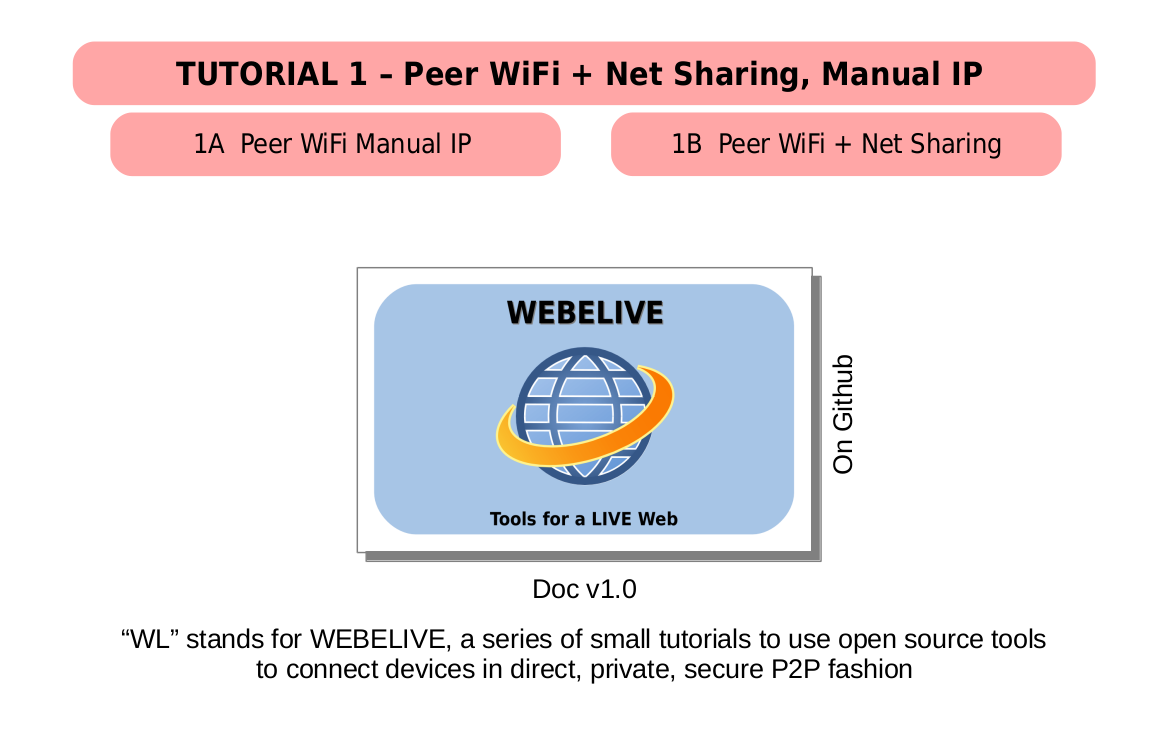 TUTORIAL 1 – Peer WiFi + Net Sharing, Manual IP
1A  Peer WiFi Manual IP
1B  Peer WiFi + Net Sharing
WEBELIVE
Tools for a LIVE Web
On Github
Doc v1.0
“WL” stands for WEBELIVE, a series of small tutorials to use open source tools
to connect devices in direct, private, secure P2P fashion